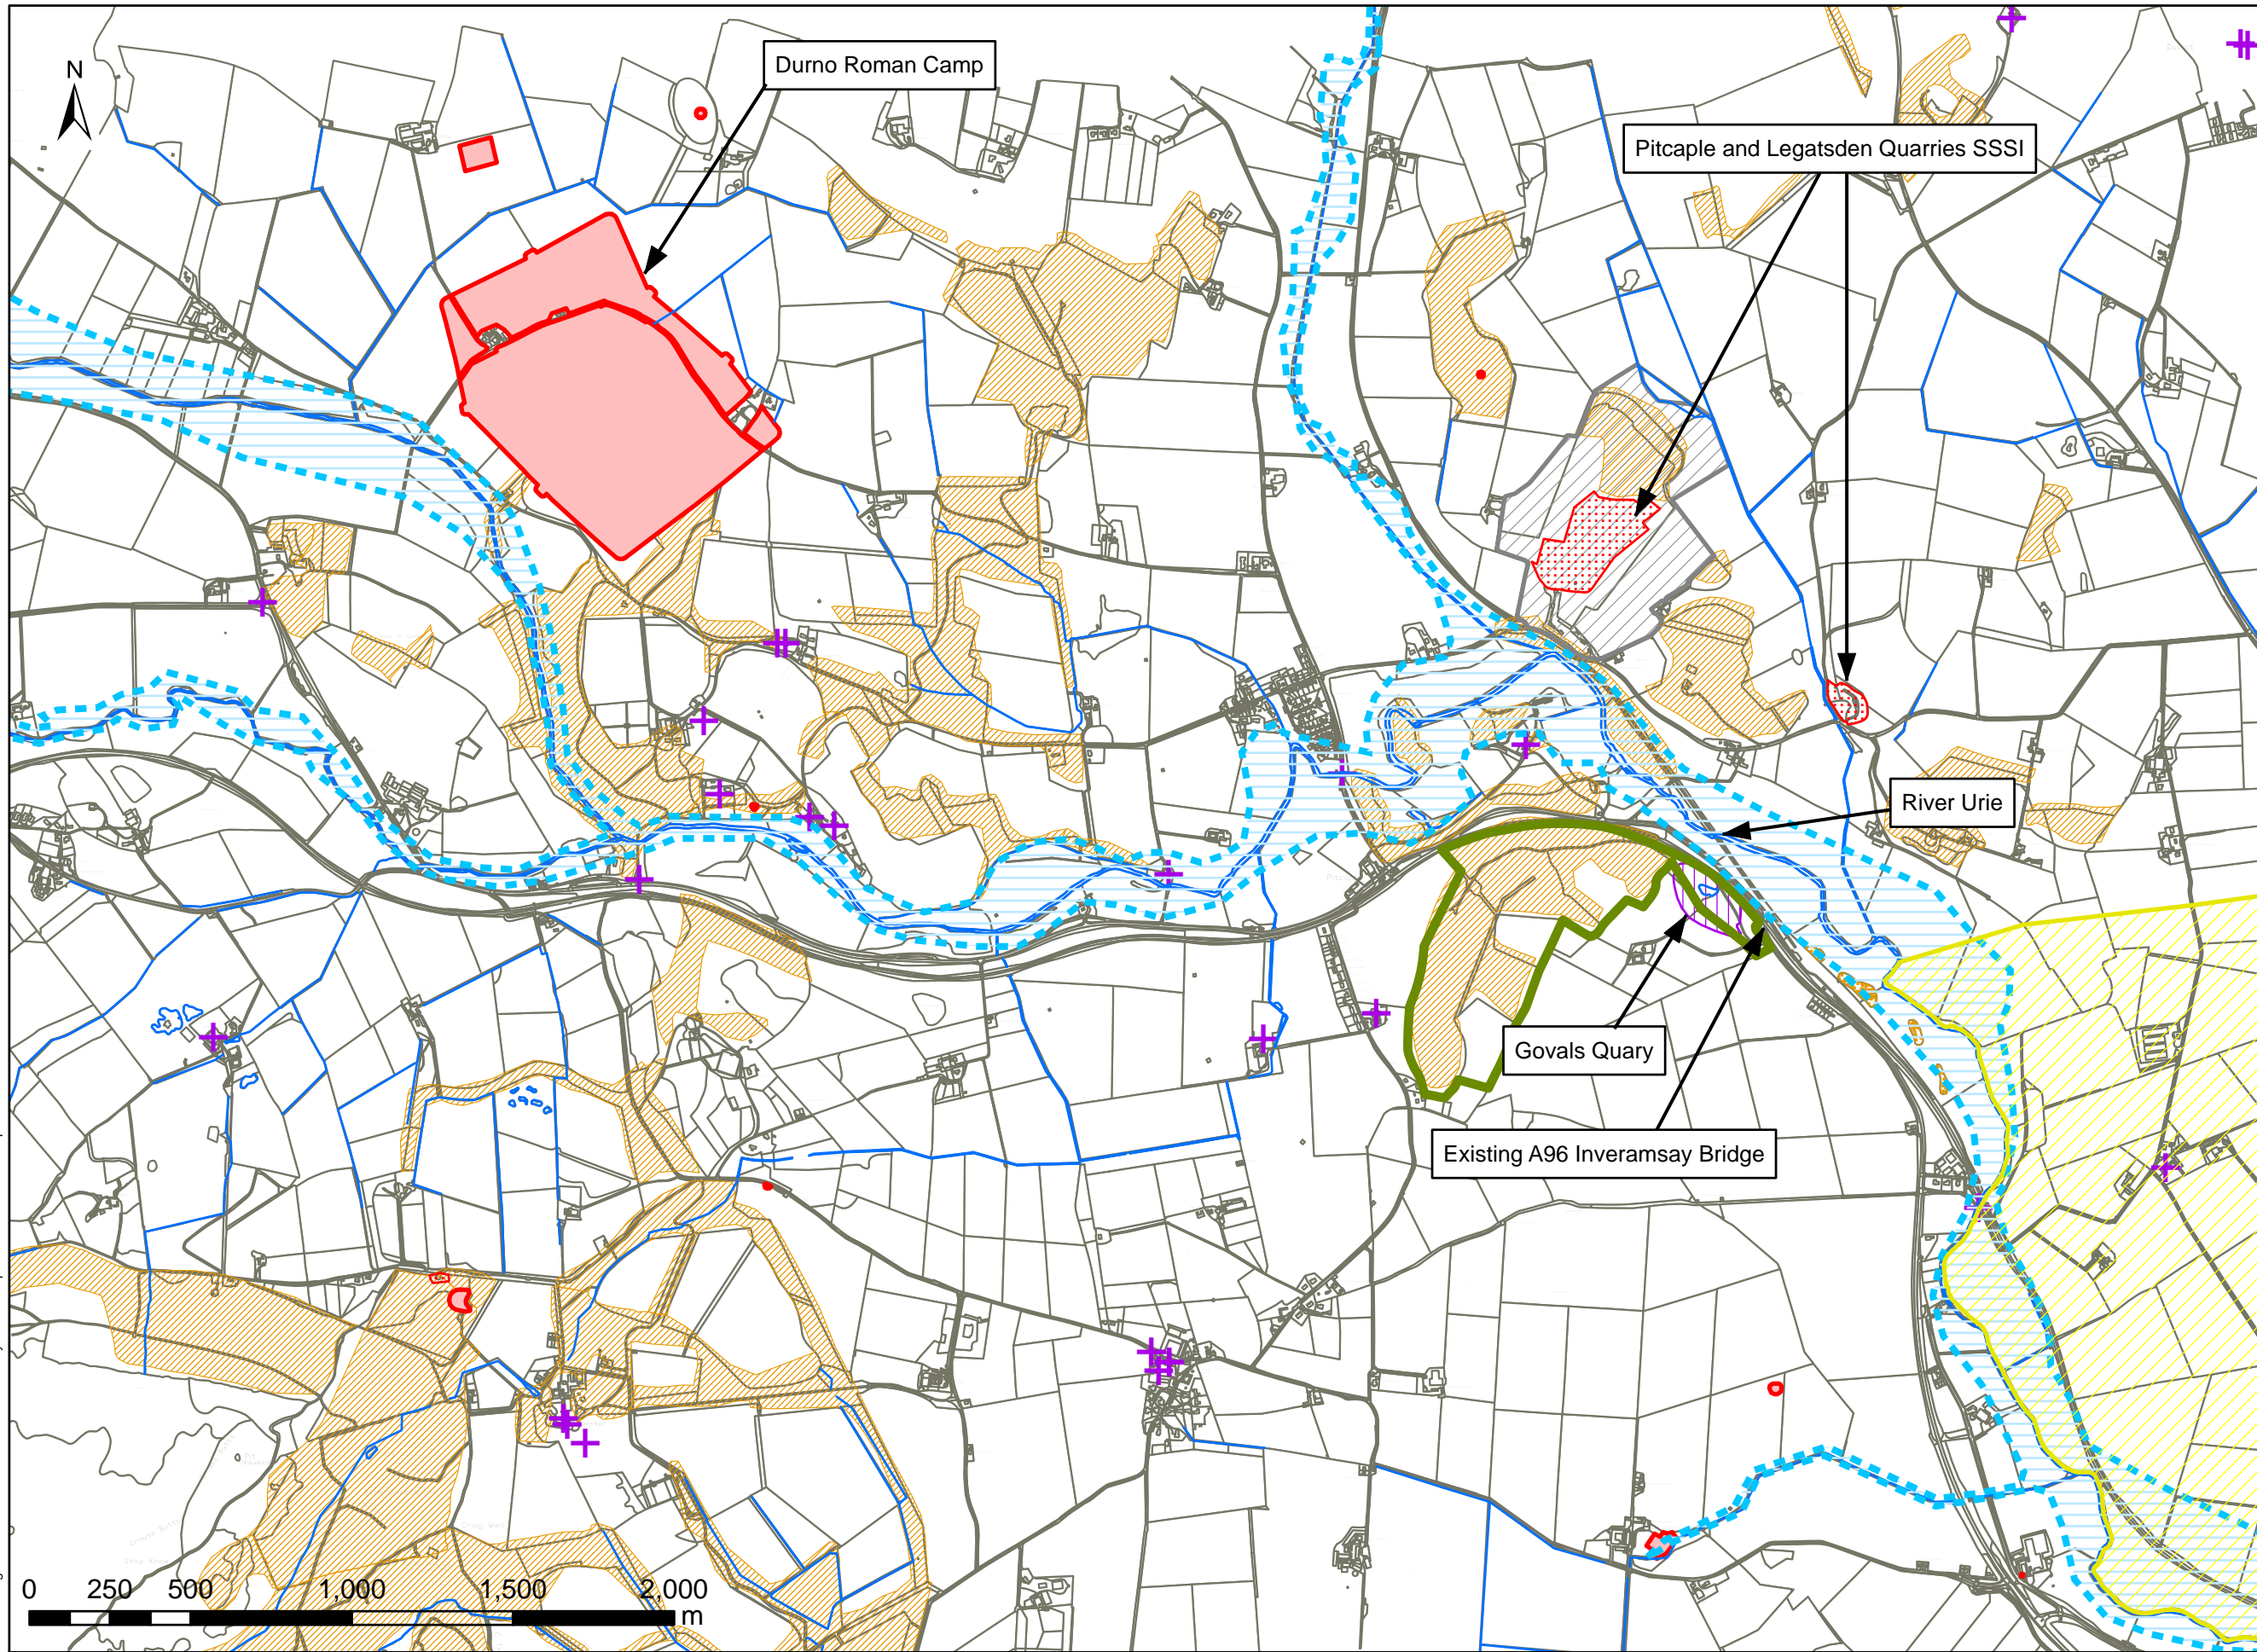 N
Durno Roman Camp
Pitcaple and Legatsden Quarries SSSI
River Urie
Govals Quary
Existing A96 Inveramsay Bridge
0 250 500 1,000 1,500 2,000
m